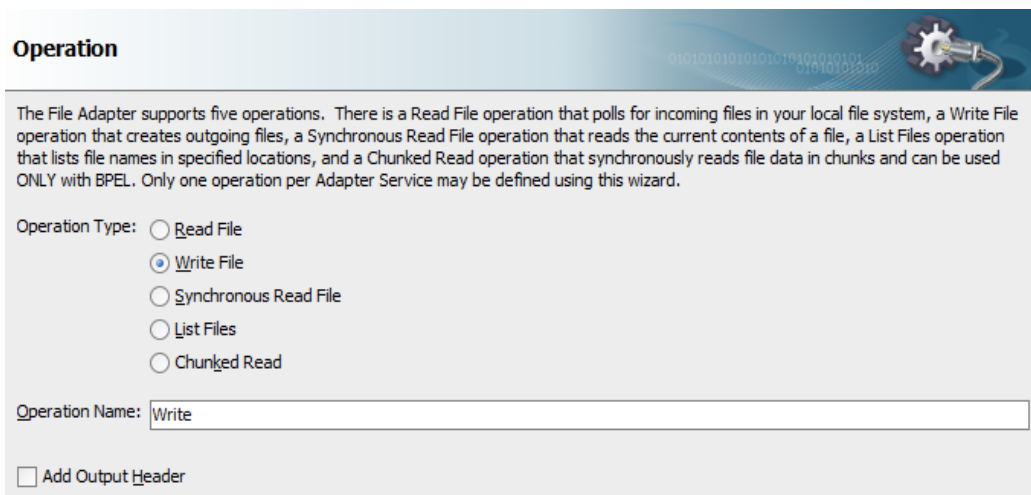 Operation
The File Adapter supports five operations.  There is a Read File operation that polls for incoming files in your local file system, a Write File
operation that creates outgoing files, a Synchronous Read File operation that reads the current contents of a file, a List Files operation
that lists file names in specified locations, and a Chunked Read operation that synchronously reads file data in chunks and can be used
ONLY with BPEL. Only one operation per Adapter Service may be defined using this wizard.
Operation Type: Read File
Write File
Synchronous Read File
List Files
Chunked Read
Operation Name: Write
Add Output Header